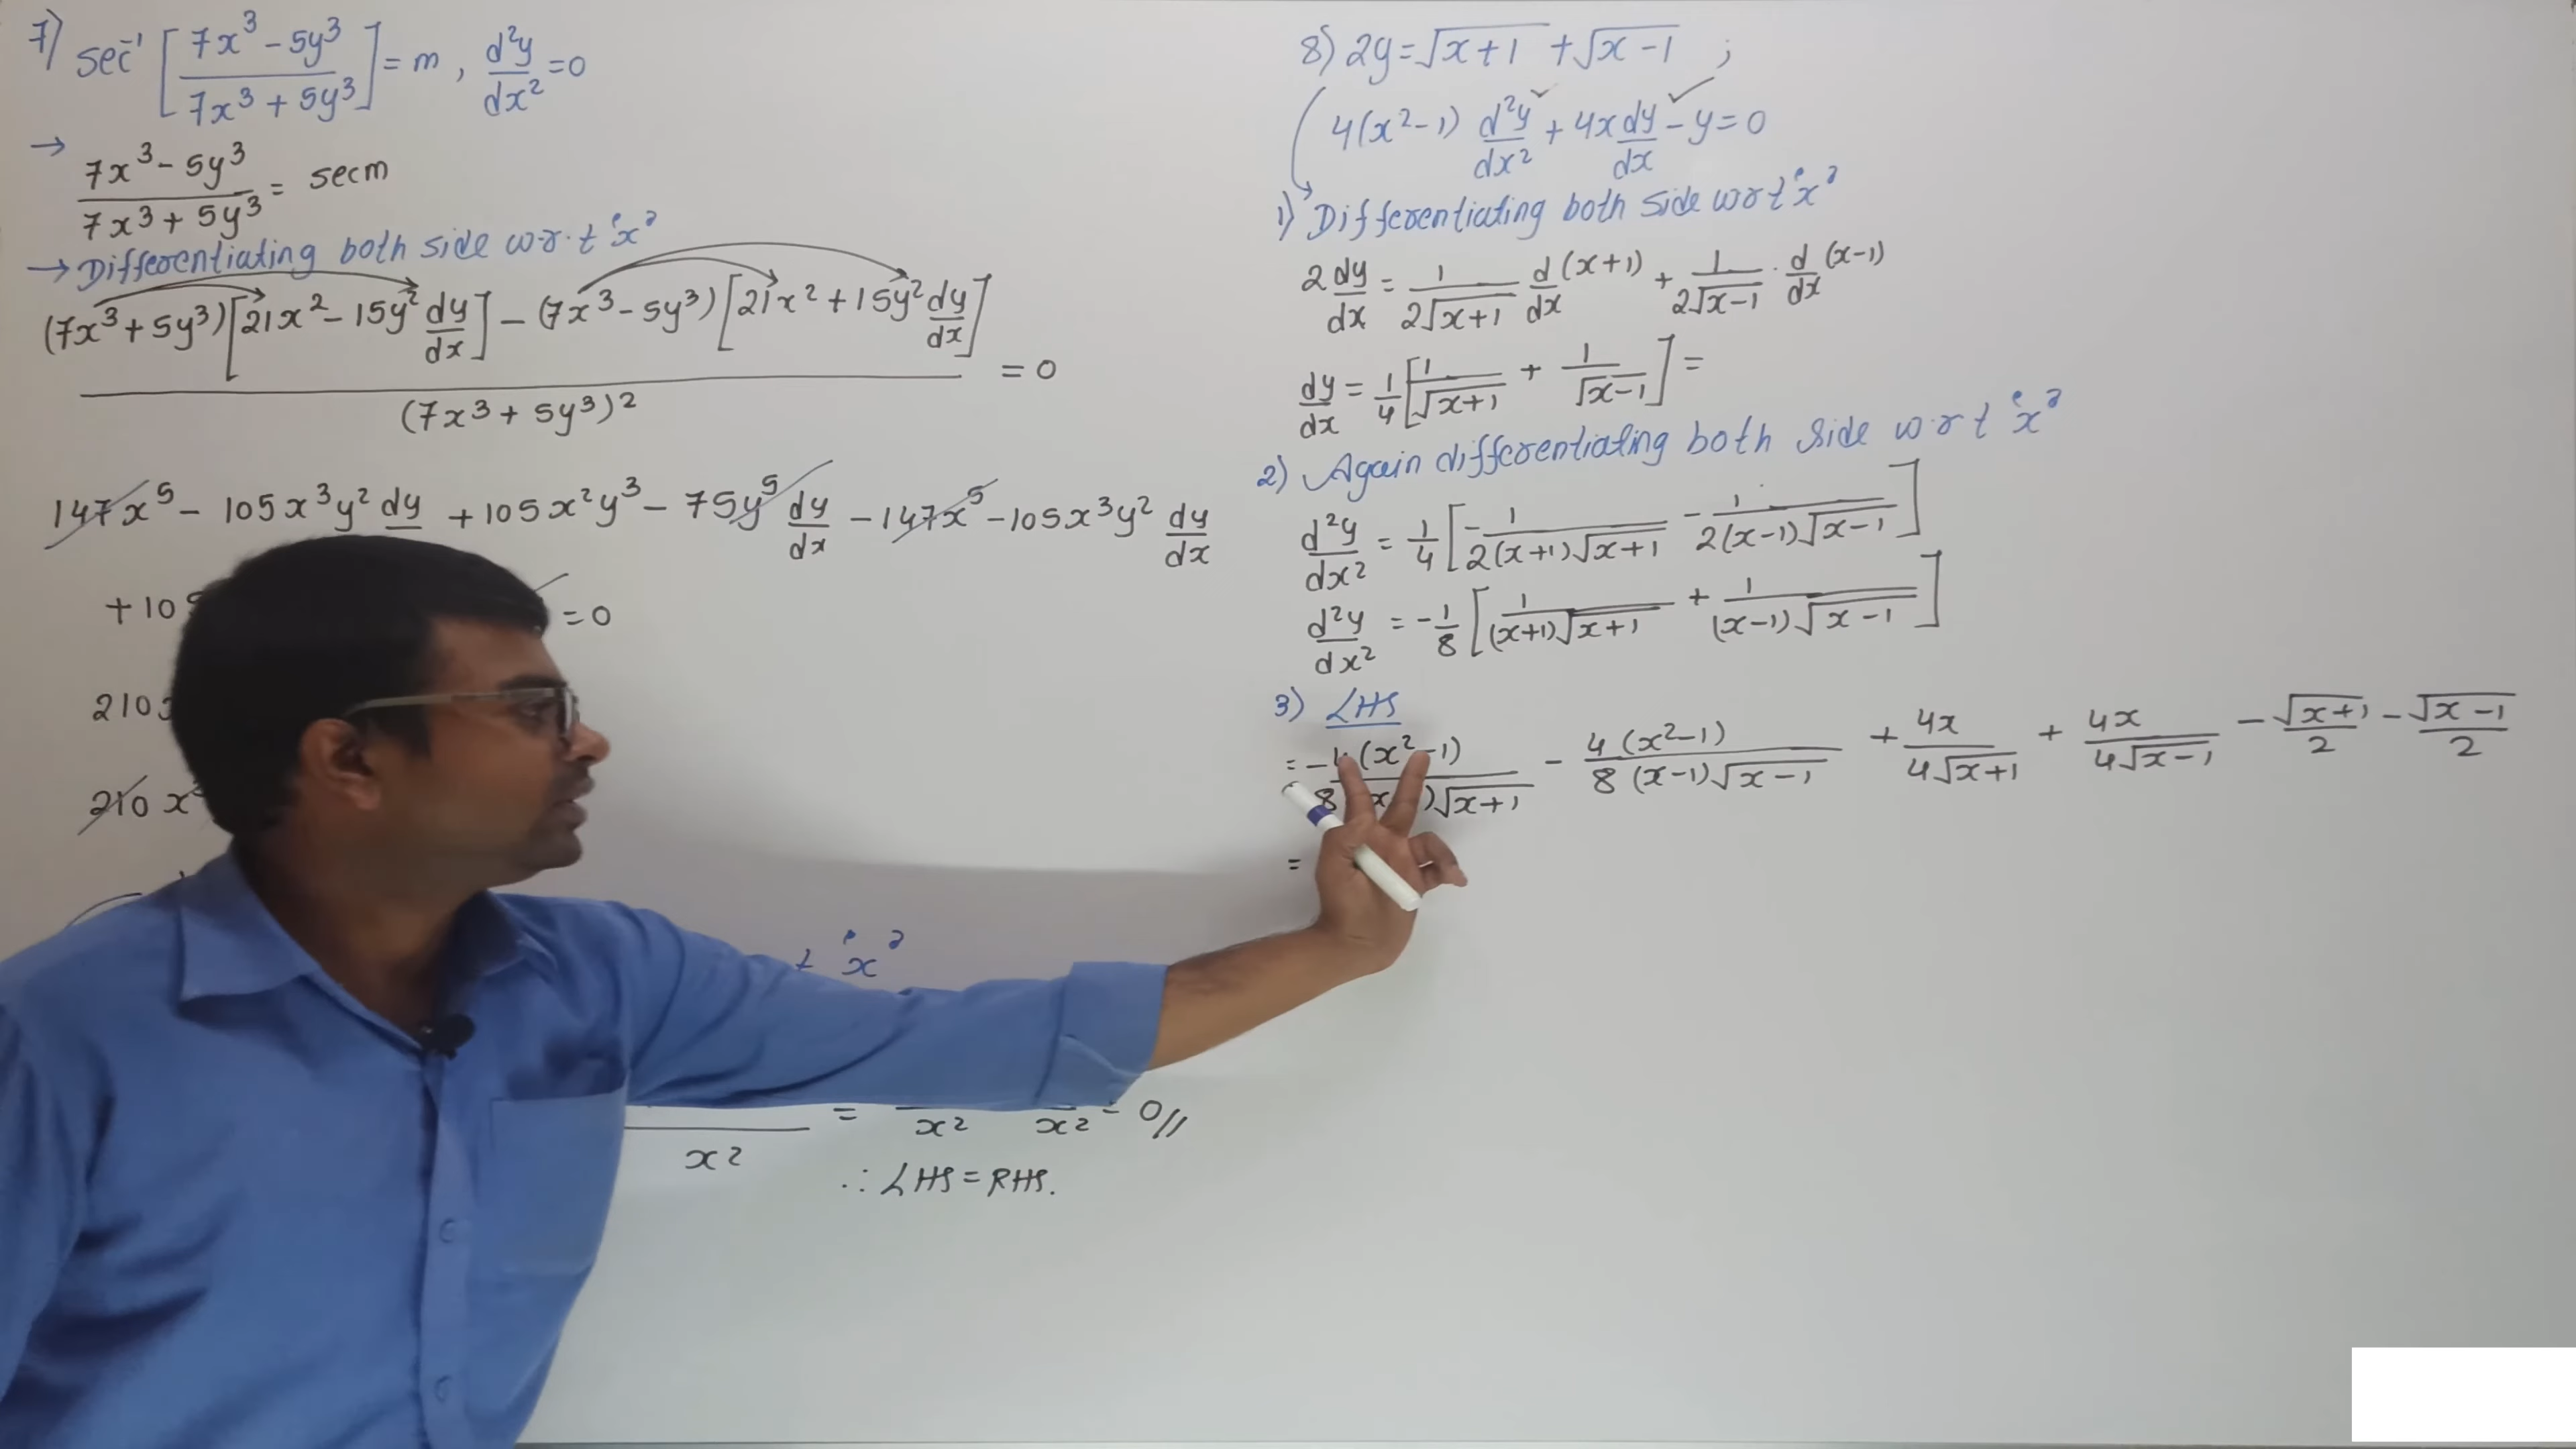 7) sec⁻¹ [7x³ - 5y³ / 7x³ + 5y³] = m , d²y/dx² = 0
→ 7x³ - 5y³ / 7x³ + 5y³ = sec m
→ Differentiating both side w.r.t 'x'
(7x³ + 5y³)[21x² - 15y² dy/dx] - (7x³ - 5y³)[21x² + 15y² dy/dx] / (7x³ + 5y³)² = 0
147x⁵ - 105x³y² dy + 105x²y³ - 75y⁵ dy/dx - 147x⁵ - 105x³y² dy/dx
+ 10 = 0
210
210 x
'x'
x² = x² x² = 0//
∴ LHS = RHS.
8) 2y = √x+1 + √x-1 ;
4(x²-1) d²y/dx² + 4x dy/dx - y = 0
1) Differentiating both side w r t 'x'
2 dy/dx = 1/2√x+1 d/dx (x+1) + 1/2√x-1 . d/dx (x-1)
dy/dx = 1/4 [1/√x+1 + 1/√x-1] =
2) Again differentiating both side w.r t 'x'
d²y/dx² = 1/4 [-1/2(x+1)√x+1 - 1/2(x-1)√x-1]
d²y/dx² = -1/8 [1/(x+1)√x+1 + 1/(x-1)√x-1]
3) LHS
= -4(x²-1) / 8 x )√x+1 - 4(x²-1) / 8(x-1)√x-1 + 4x / 4√x+1 + 4x / 4√x-1 - √x+1 / 2 - √x-1 / 2
=